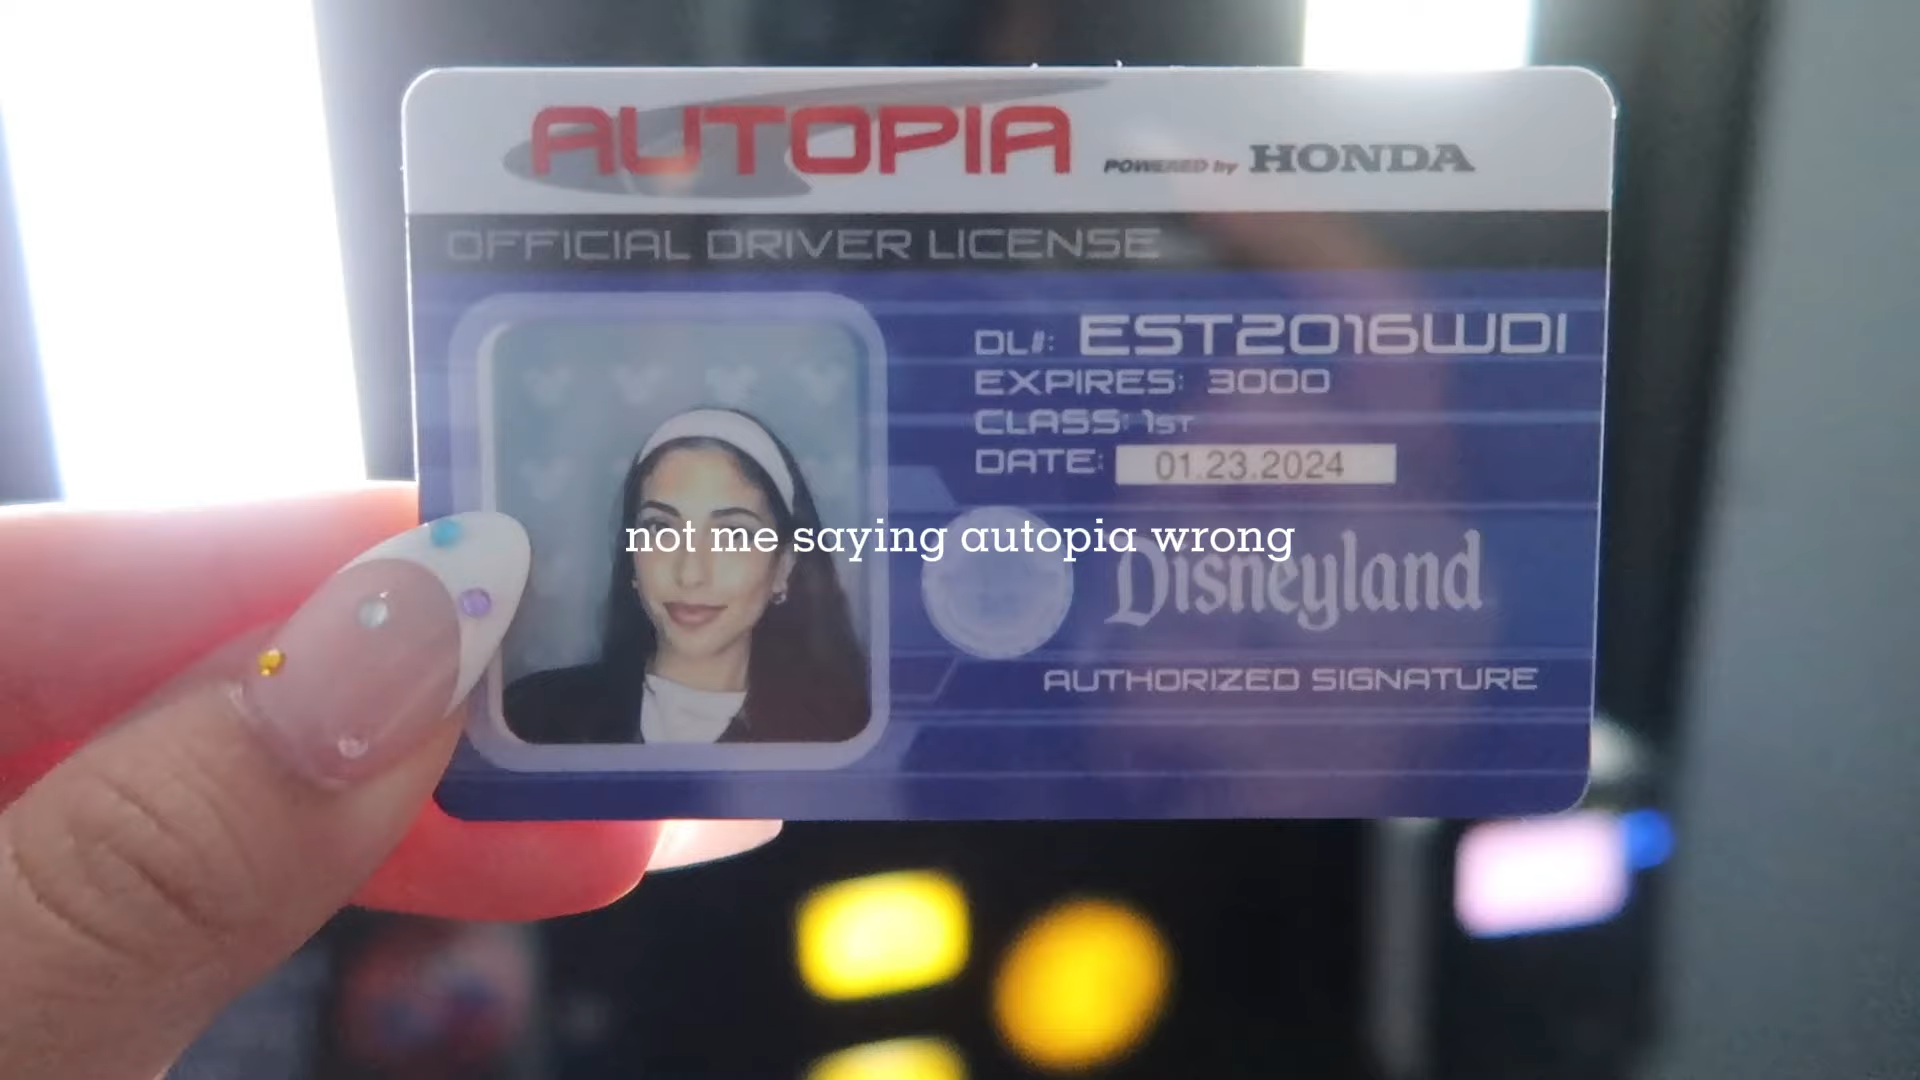 AUTOPIA POWERED by HONDA
OFFICIAL DRIVER LICENSE
DL#: EST2016WDI
EXPIRES: 3000
CLASS: 1ST
DATE: 01.23.2024
not me saying autopia wrong
Disneyland
AUTHORIZED SIGNATURE